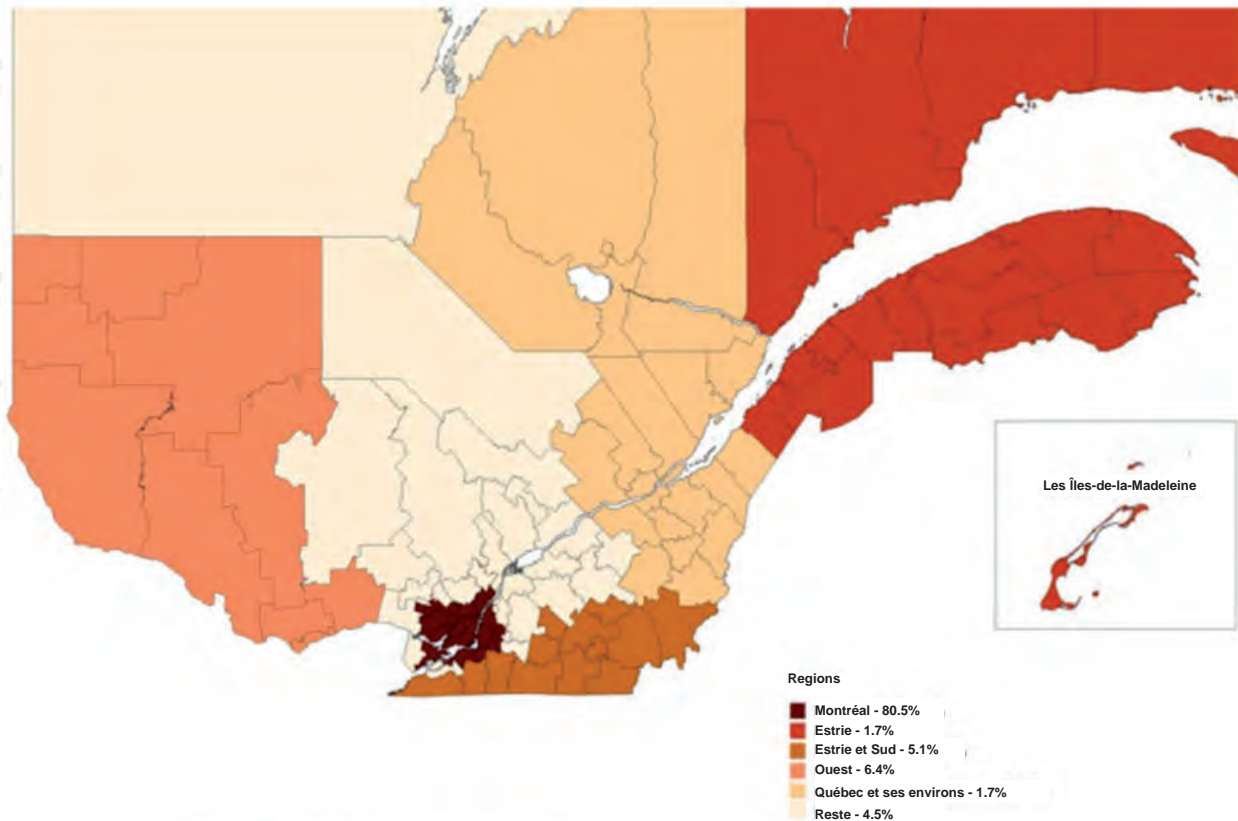 Les Îles-de-la-Madeleine
Regions
Montréal - 80.5%
Estrie - 1.7%
Estrie et Sud - 5.1%
Ouest - 6.4%
Québec et ses environs - 1.7%
Reste - 4.5%